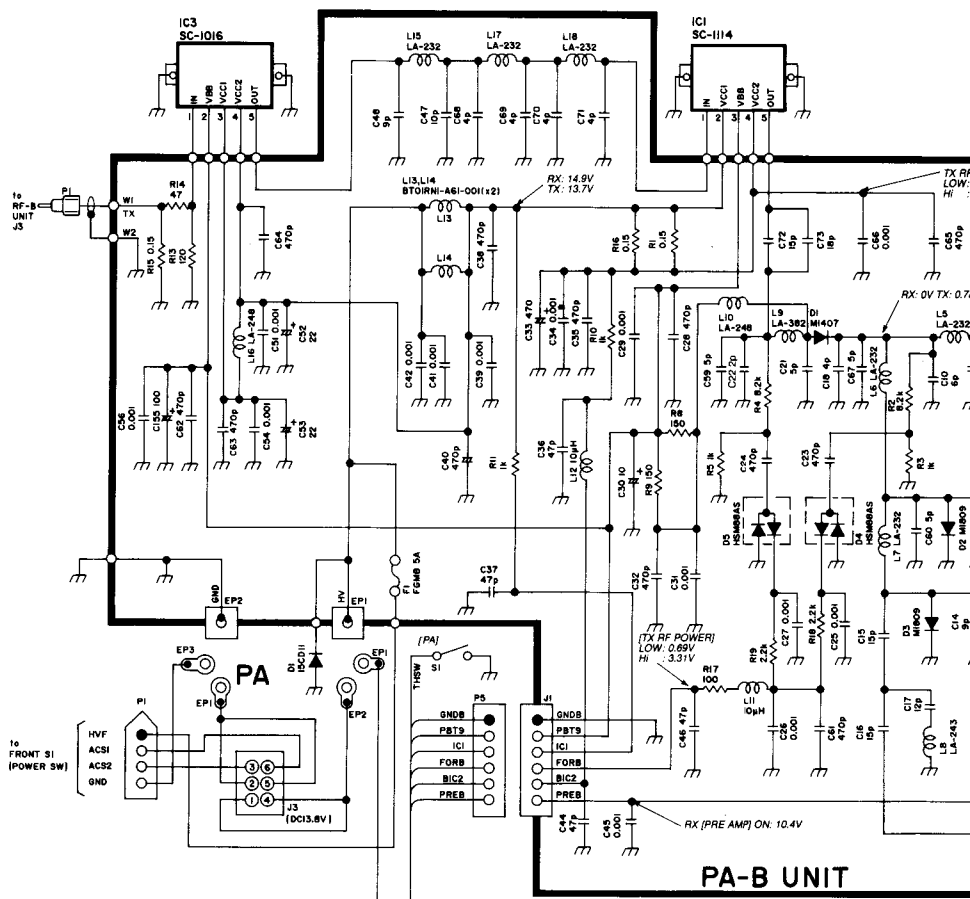 IC3
SC-1016
IN
VBB
VCC1
VCC2
OUT
1 2 3 4 5
L15
LA-232
L17
LA-232
L18
LA-232
C48
9p
C47
10p
C68
4p
C69
4p
C70
4p
C71
4p
IC1
SC-1114
IN
VCC1
VBB
VCC2
OUT
1 2 3 4 5
to
RF-B
UNIT
J3
P1
W1
TX
W2
R14
47
R15 0.15
R13
120
C64
470p
L13,L14
BT01RN1-A61-001(x2)
L13
L14
RX: 14.9V
TX: 13.7V
C38 470p
R16
0.15
R1
0.15
C72
15p
C73
18p
C66
0.001
C65
470p
TX RF
LOW:
Hi :
L16 LA-248
C51 0.001
C52
22
C42 0.001
C41 0.001
C39 0.001
C33 470
C34 0.001
C35 470p
R10
1k
C29 0.001
C28 470p
L10
LA-248
L9
LA-382
D1
MI407
RX: 0V TX: 0.7
L5
LA-232
C59 5p
C22 2p
C21
5p
C18 4p
C67 5p
L6 LA-232
R2
8.2k
C10
6p
C56
0.001
C155 100
C62
470p
C63 470p
C54 0.001
C53
22
C40
470p
R11
1k
C36
47p
L12 10μH
C30 10
R9 150
R8
150
R5 1k
R4 8.2k
C24
470p
C23
470p
R3
1k
D5
HSM88AS
D4
HSM88AS
L7 LA-232
C60 5p
D2 MI809
GND
EP2
HV
EP1
F1
FGMB 5A
C37
47p
C32
470p
C31
0.001
R19
2.2k
C27 0.001
R18 2.2k
C25 0.001
C15
15p
D3
MI809
C14
9p
EP3
PA
D1
15CD11
EP1
EP1
EP2
[PA]
S1
THSW
[TX RF POWER]
LOW: 0.69V
Hi : 3.31V
R17
100
L11
10μH
C46 47p
C26
0.001
C61
470p
C16
15p
C17
12p
L8
LA-243
to
FRONT S1
(POWER SW)
P1
HVF
ACS1
ACS2
GND
3 6
2 5
1 4
J3
(DC13.8V)
P5
GNDB
PBT9
IC1
FORB
BIC2
PREB
J1
GNDB
PBT9
IC1
FORB
BIC2
PREB
C44
47p
C45
0.001
RX [PRE AMP] ON: 10.4V
PA-B UNIT